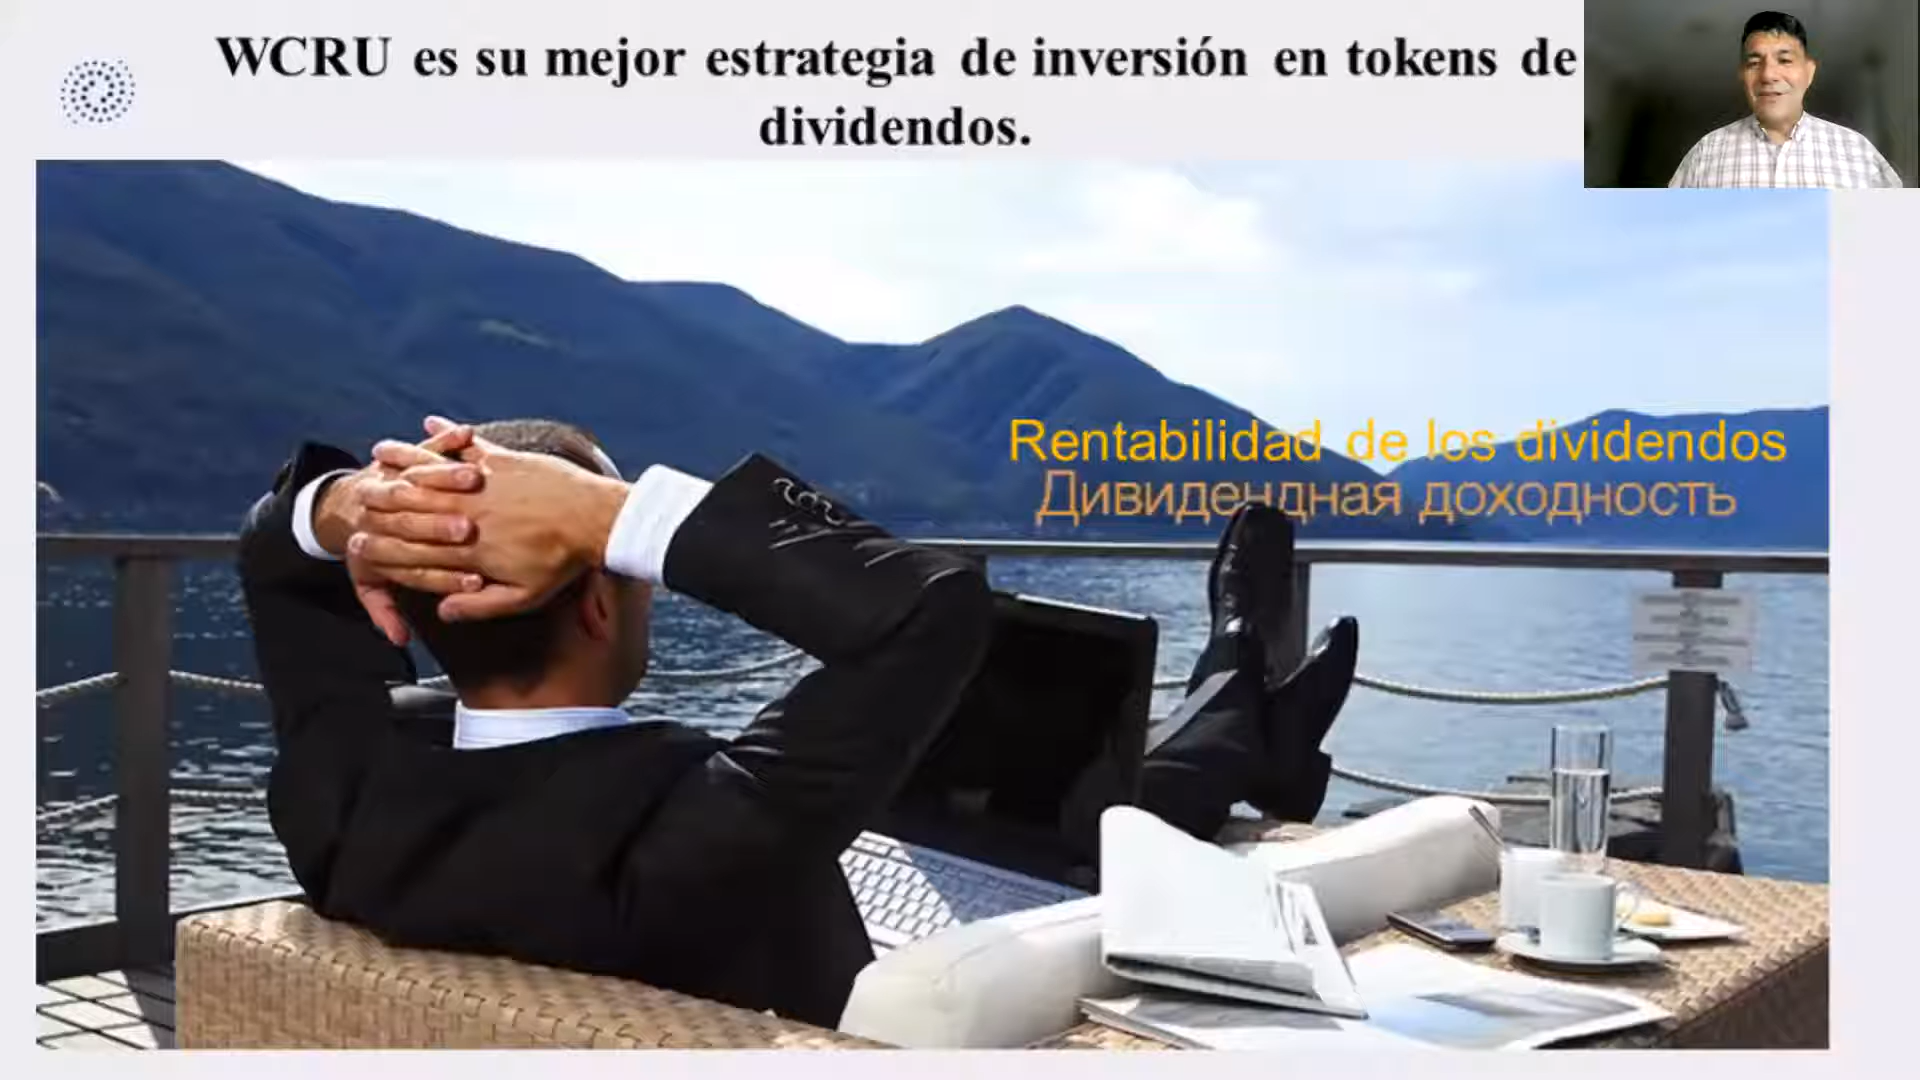 WCRU es su mejor estrategia de inversión en tokens de
dividendos.
Rentabilidad de los dividendos
Дивидендная доходность